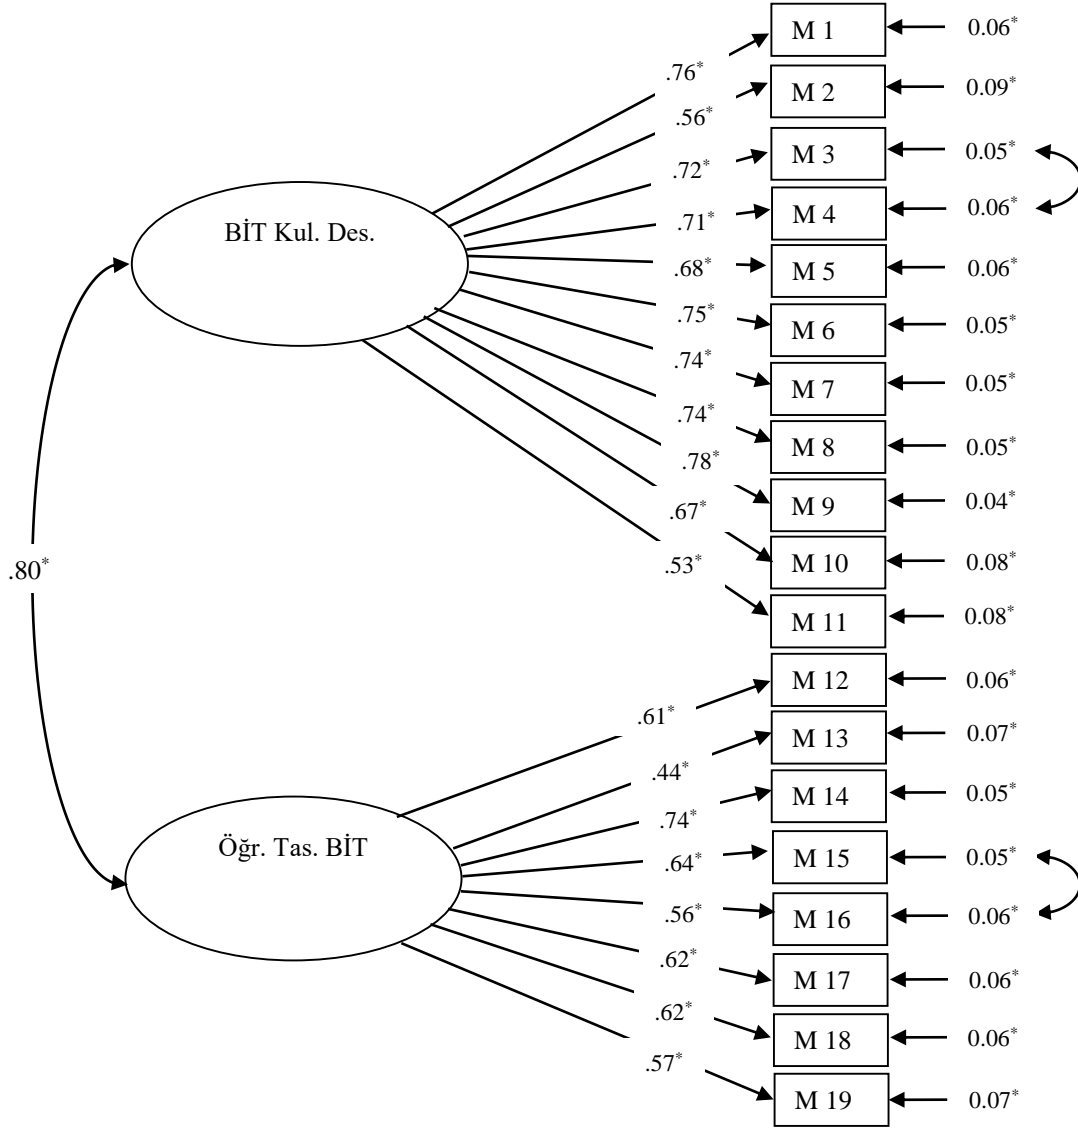 M 1
0.06*
.76*
M 2
0.09*
.56*
M 3
0.05*
.72*
M 4
0.06*
.71*
BİT Kul. Des.
M 5
0.06*
.68*
M 6
0.05*
.75*
M 7
0.05*
.74*
M 8
0.05*
.74*
M 9
0.04*
.78*
M 10
0.08*
.67*
M 11
0.08*
.53*
.80*
M 12
0.06*
.61*
M 13
0.07*
.44*
M 14
0.05*
.74*
Öğr. Tas. BİT
M 15
0.05*
.64*
M 16
0.06*
.56*
M 17
0.06*
.62*
M 18
0.06*
.62*
M 19
0.07*
.57*